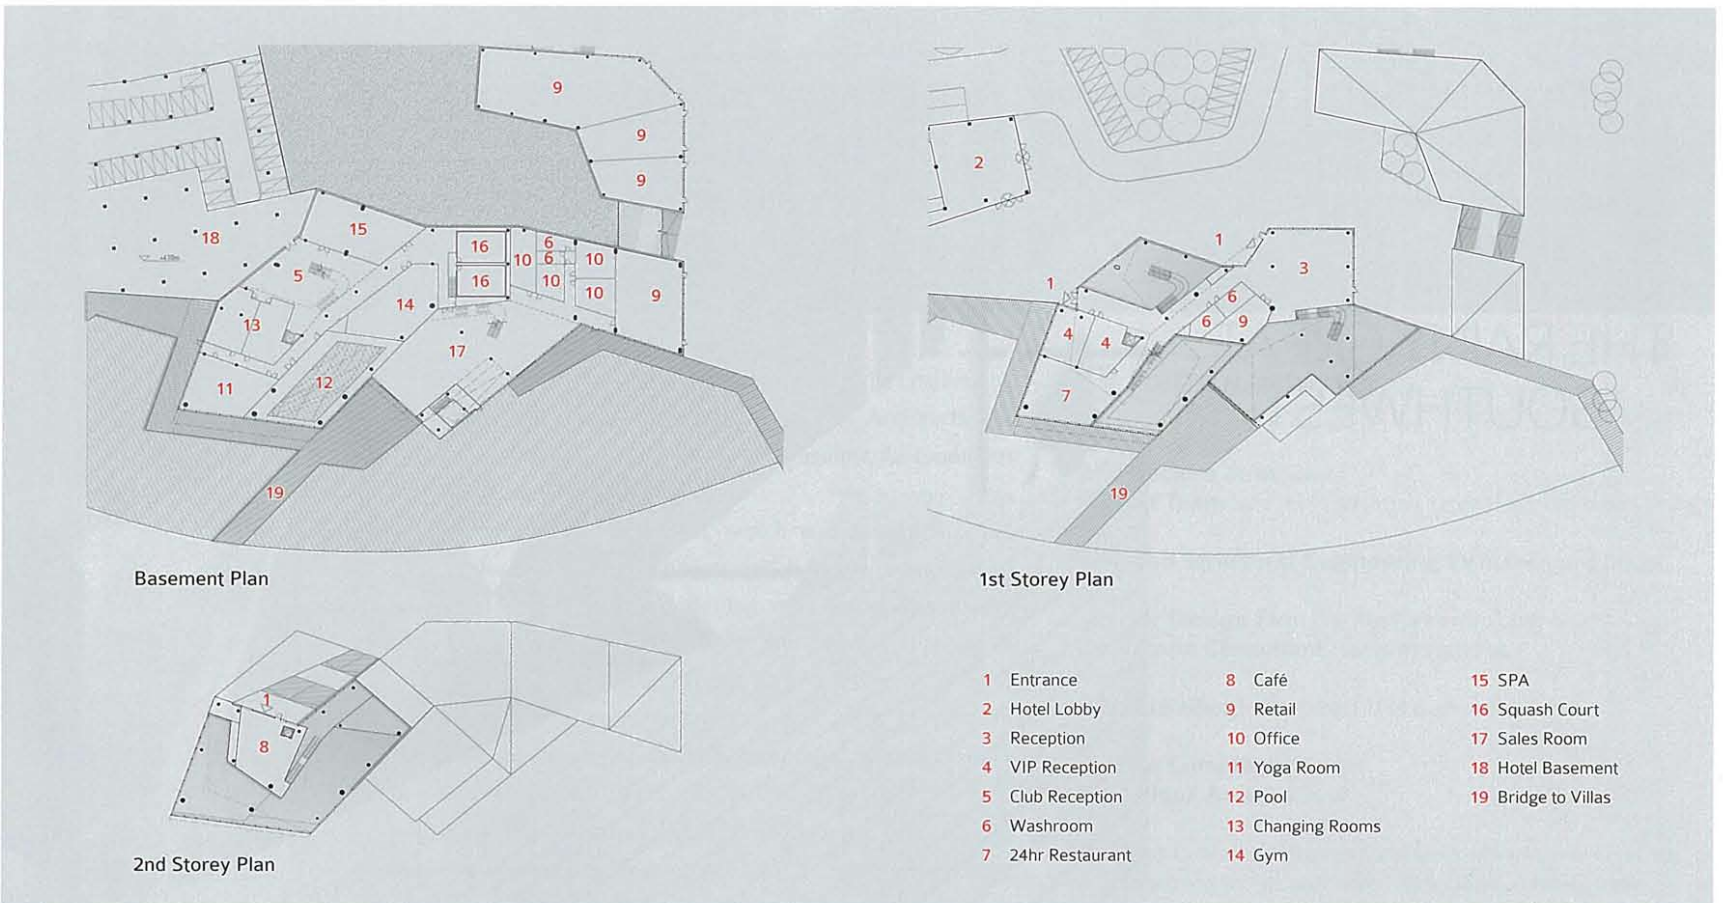 9
9
9
15
18
16
6
6
10
10
5
16
10
10
9
14
13
17
12
11
19
Basement Plan
2
1
3
1
6
6
9
4
4
7
19
1st Storey Plan
1
8
2nd Storey Plan
1 Entrance
2 Hotel Lobby
3 Reception
4 VIP Reception
5 Club Reception
6 Washroom
7 24hr Restaurant
8 Café
9 Retail
10 Office
11 Yoga Room
12 Pool
13 Changing Rooms
14 Gym
15 SPA
16 Squash Court
17 Sales Room
18 Hotel Basement
19 Bridge to Villas